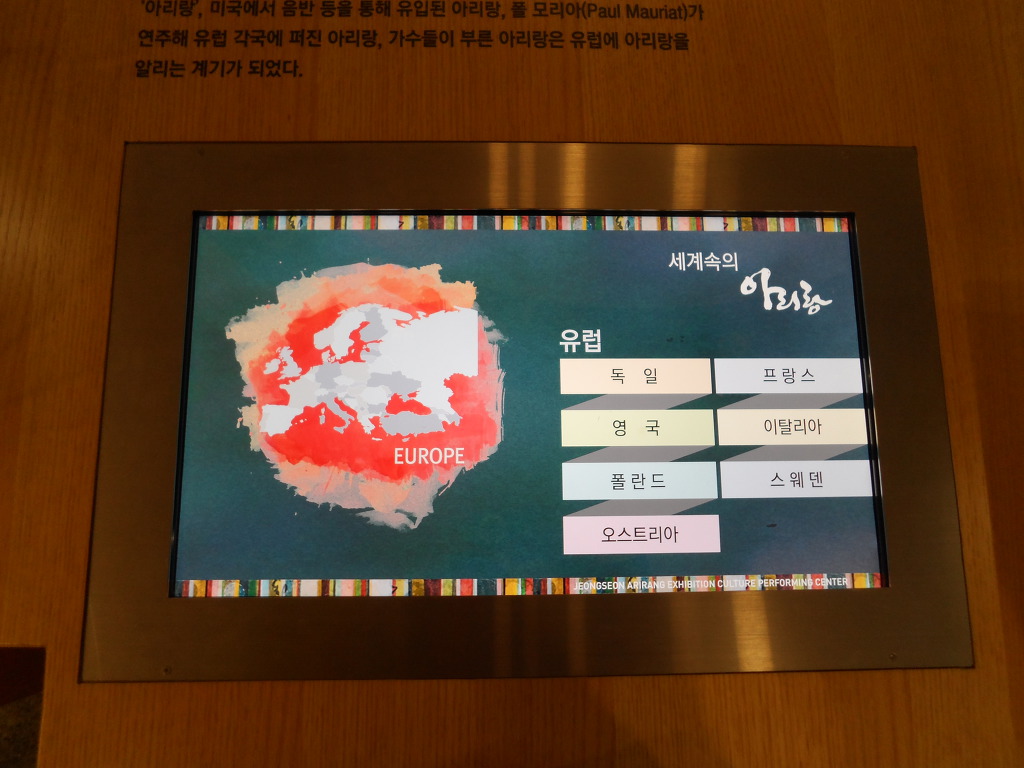 '아리랑', 미국에서 음반 등을 통해 유입된 아리랑, 폴 모리아(Paul Mauriat)가
연주해 유럽 각국에 퍼진 아리랑, 가수들이 부른 아리랑은 유럽에 아리랑을
알리는 계기가 되었다.
세계속의
아리랑
유럽
독 일
프랑스
영 국
이탈리아
폴란드
스웨덴
오스트리아
EUROPE
JEONGSEON ARIRANG EXHIBITION CULTURE PERFORMING CENTER